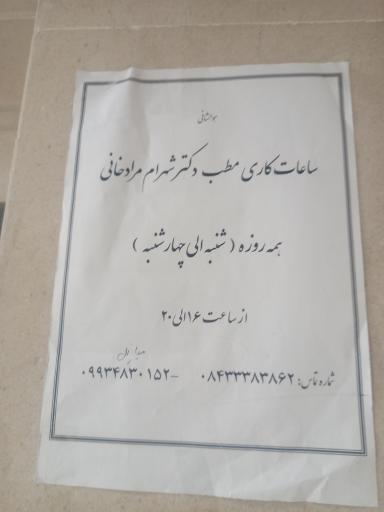 هوالشافی
ساعات کاری مطب دکتر شهرام مرادخانی
همه روزه ( شنبه الی چهارشنبه )
از ساعت ۱۶ الی ۲۰
شماره تماس: ۰۸۴۳۳۳۸۳۸۶۲ - ۰۹۹۳۴۸۳۰۱۵۲